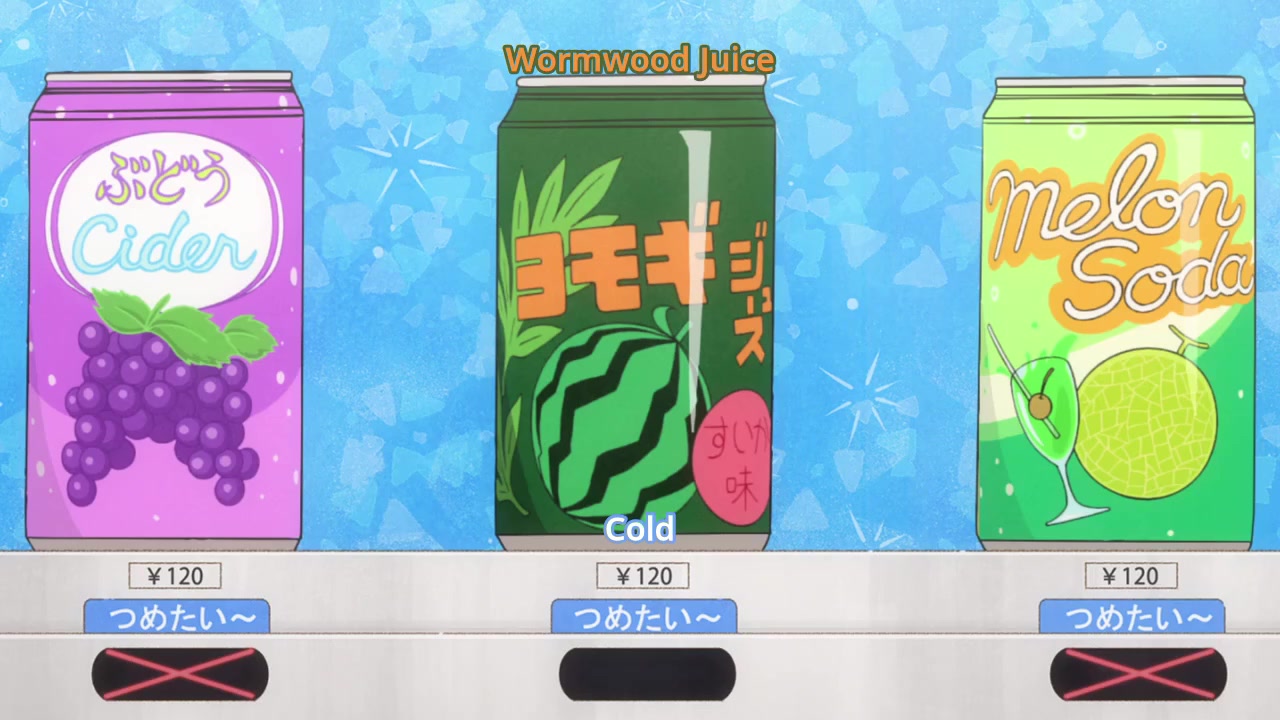 Wormwood Juice
ぶどう
Cider
ヨモギ
ジュース
すいか
味
Melon
Soda
Cold
¥120
¥120
¥120
つめたい～
つめたい～
つめたい～